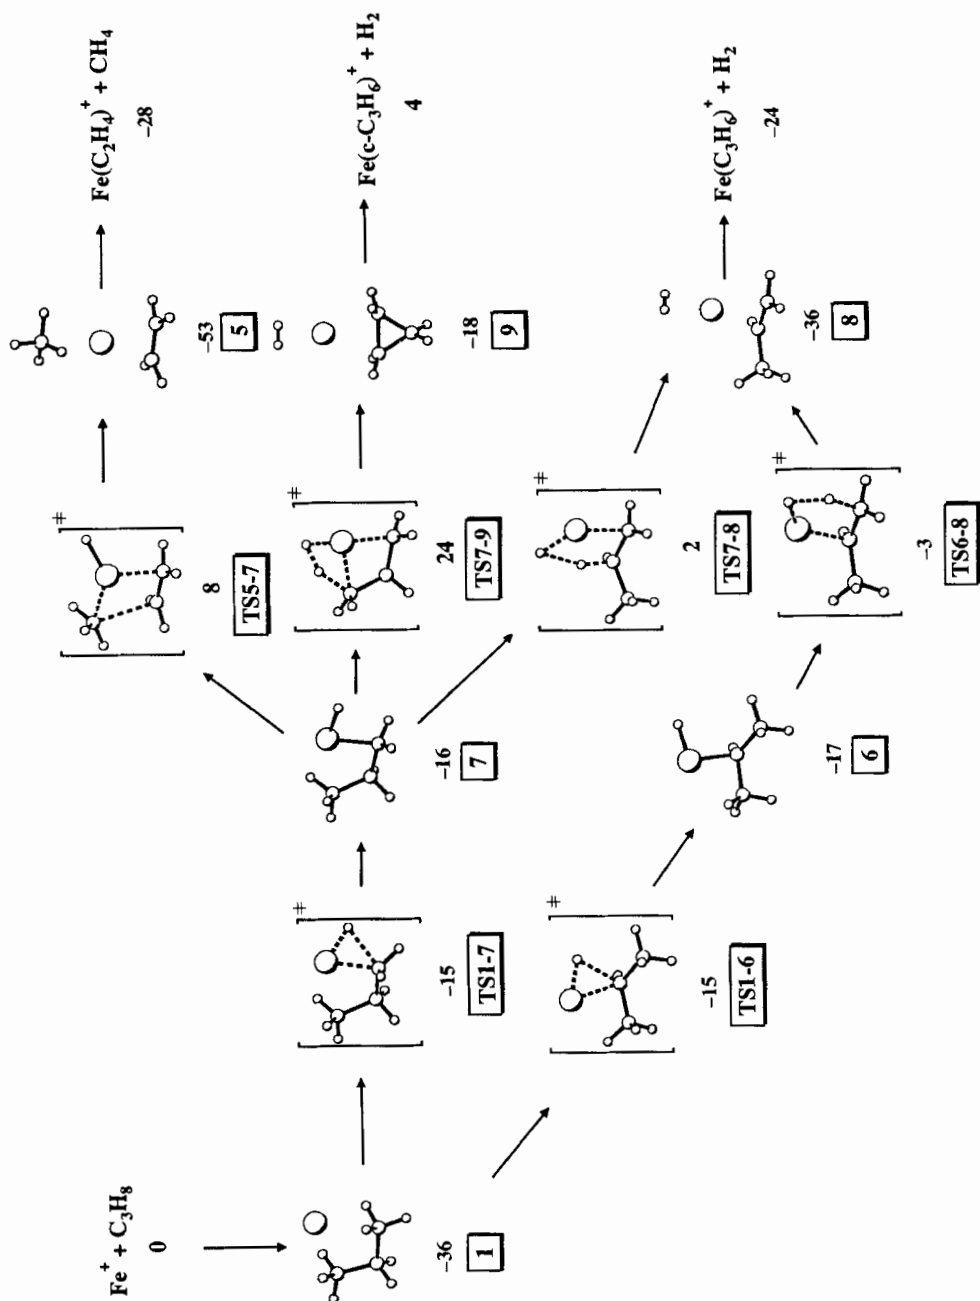 Fe⁺ + C₃H₈
0
−36
1
−15
TS1-7
−15
TS1-6
−16
7
−17
6
‡
8
TS5-7
‡
24
TS7-9
‡
2
TS7-8
‡
−3
TS6-8
‡
‡
−53
5
−18
9
−36
8
Fe(C₂H₄)⁺ + CH₄
−28
Fe(c-C₃H₆)⁺ + H₂
4
Fe(C₃H₆)⁺ + H₂
−24